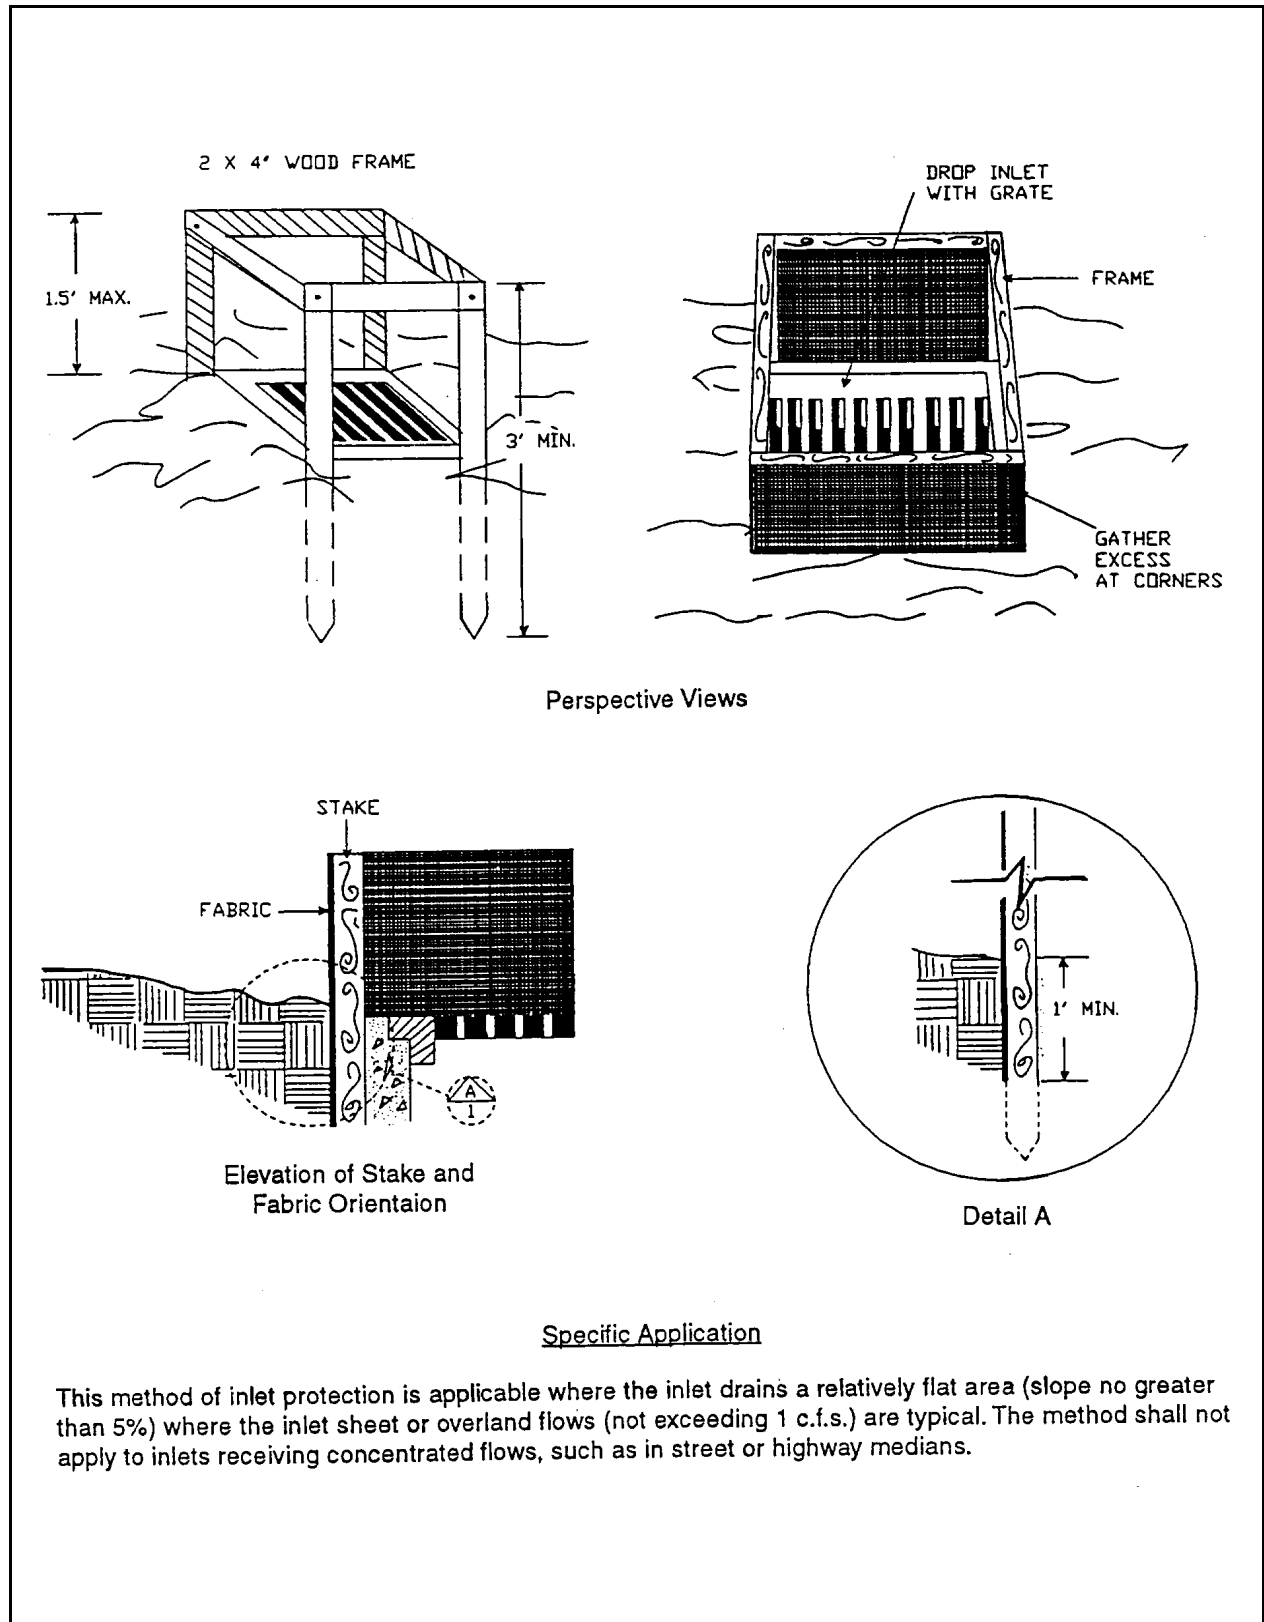 2 X 4" WOOD FRAME
1.5' MAX.
3' MIN.
DROP INLET
WITH GRATE
FRAME
GATHER
EXCESS
AT CORNERS
Perspective Views
STAKE
FABRIC
A
1
Elevation of Stake and
Fabric Orientaion
1' MIN.
Detail A
Specific Application
This method of inlet protection is applicable where the inlet drains a relatively flat area (slope no greater
than 5%) where the inlet sheet or overland flows (not exceeding 1 c.f.s.) are typical. The method shall not
apply to inlets receiving concentrated flows, such as in street or highway medians.